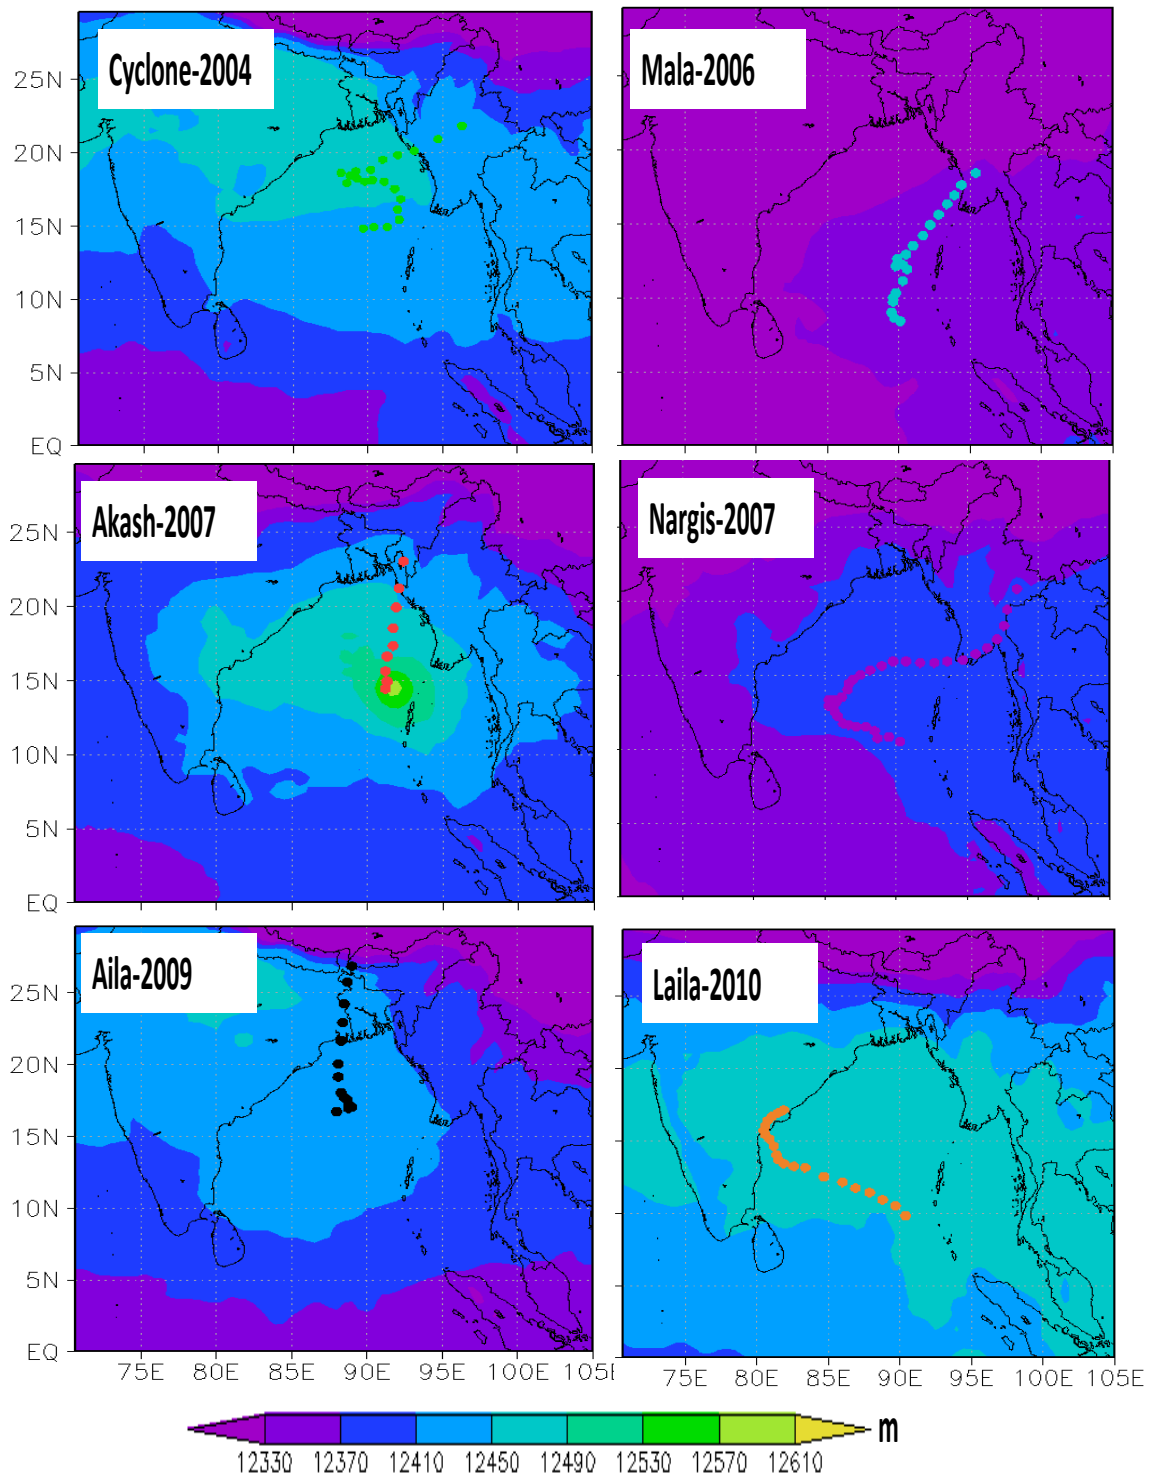 Cyclone-2004
Mala-2006
25N
20N
15N
10N
5N
EQ
Akash-2007
Nargis-2007
25N
20N
15N
10N
5N
EQ
Aila-2009
Laila-2010
25N
20N
15N
10N
5N
EQ
75E 80E 85E 90E 95E 100E 105E
75E 80E 85E 90E 95E 100E 105E
m
12330 12370 12410 12450 12490 12530 12570 12610